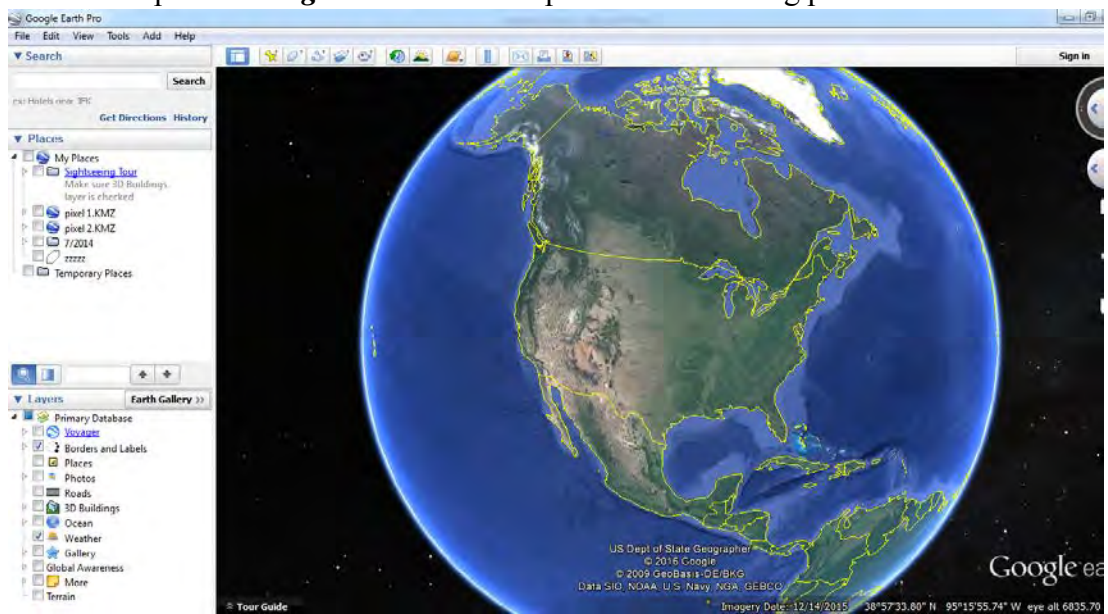 Google Earth Pro
File Edit View Tools Add Help
Search
Sign in
Search
ex: Hotels near JFK
Get Directions History
Places
My Places
Sightseeing Tour
Make sure 3D Buildings
layer is checked
pixel 1.KMZ
pixel 2.KMZ
7/2014
zzzzz
Temporary Places
Layers Earth Gallery >>
Primary Database
Voyager
Borders and Labels
Places
Photos
Roads
3D Buildings
Ocean
Weather
Gallery
Global Awareness
More
Terrain
US Dept of State Geographer
© 2016 Google
© 2009 GeoBasis-DE/BKG
Data SIO, NOAA, U.S. Navy, NGA, GEBCO
Google ea
Tour Guide
Imagery Date: 12/14/2015 38°57'33.80" N 95°15'55.74" W eye alt 6835.70